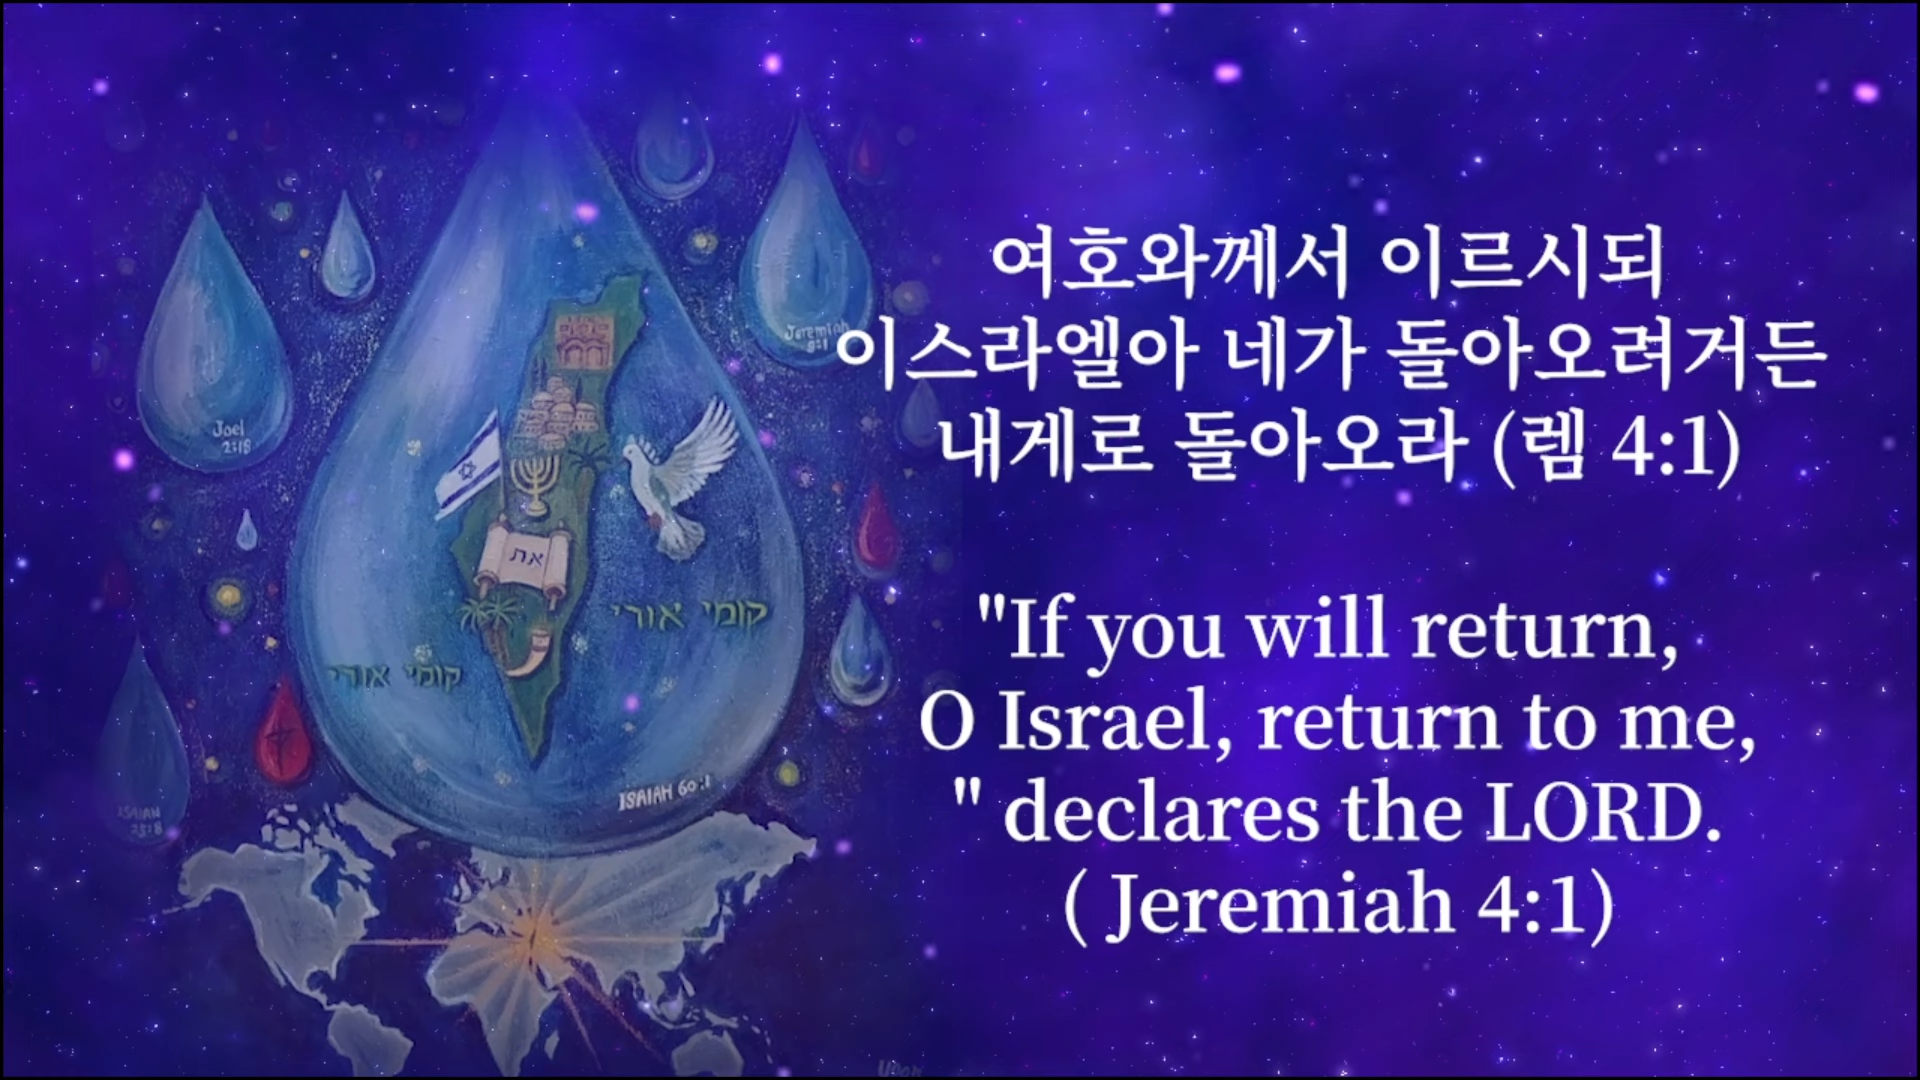 여호와께서 이르시되
이스라엘아 네가 돌아오려거든
내게로 돌아오라 (렘 4:1)
"If you will return,
O Israel, return to me,
" declares the LORD.
( Jeremiah 4:1)
Jeremiah
Joel
2:18
את
קומי אורי
קומי אורי
ISAIAH 60:1
ISAIAH
25:8